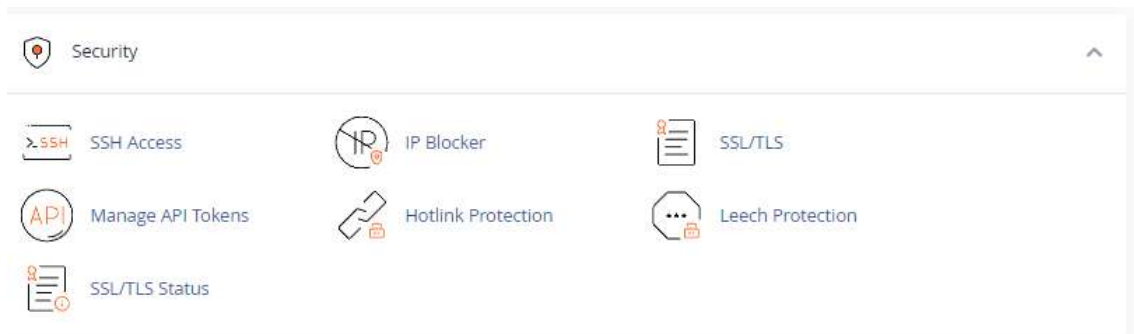 Security
>_SSH SSH Access
IP IP Blocker
SSL/TLS
API Manage API Tokens
Hotlink Protection
Leech Protection
SSL/TLS Status